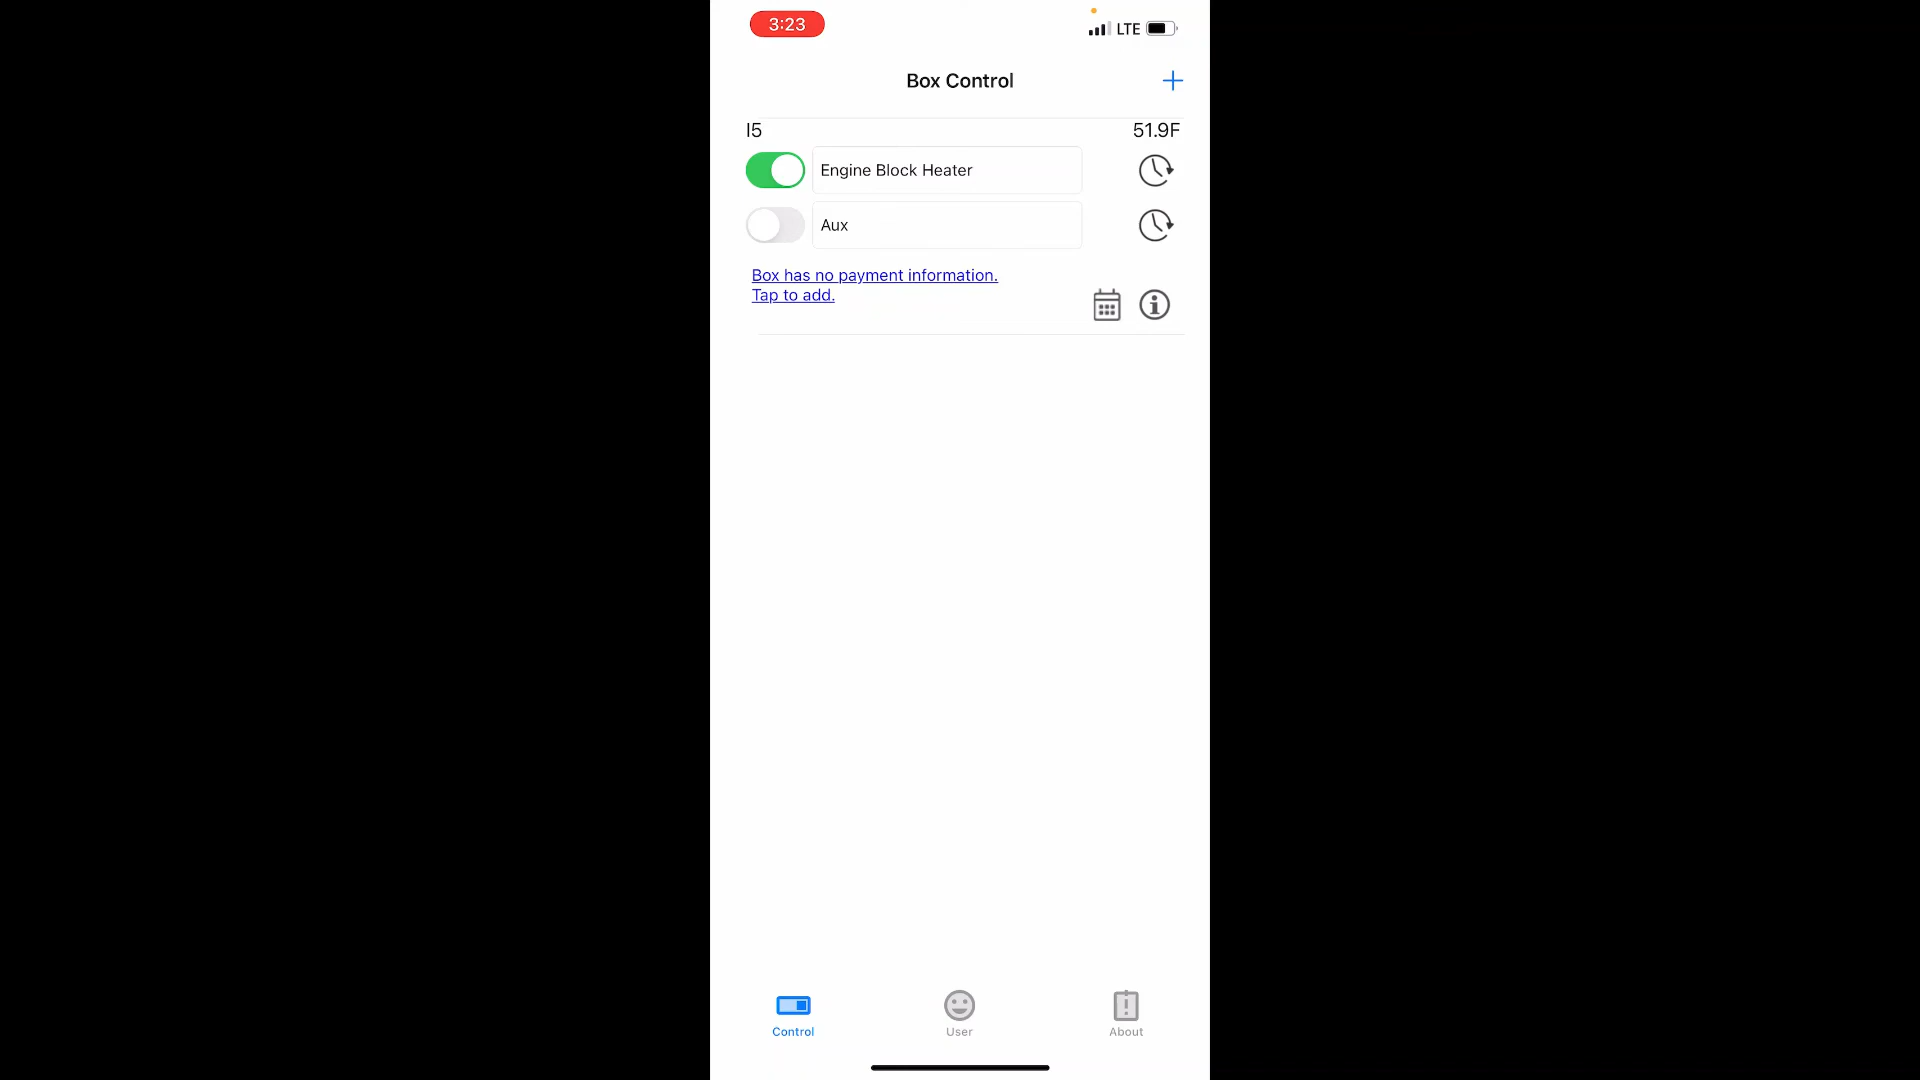 3:23
LTE
Box Control
I5
51.9F
Engine Block Heater
Aux
Box has no payment information.
Tap to add.
Control
User
About